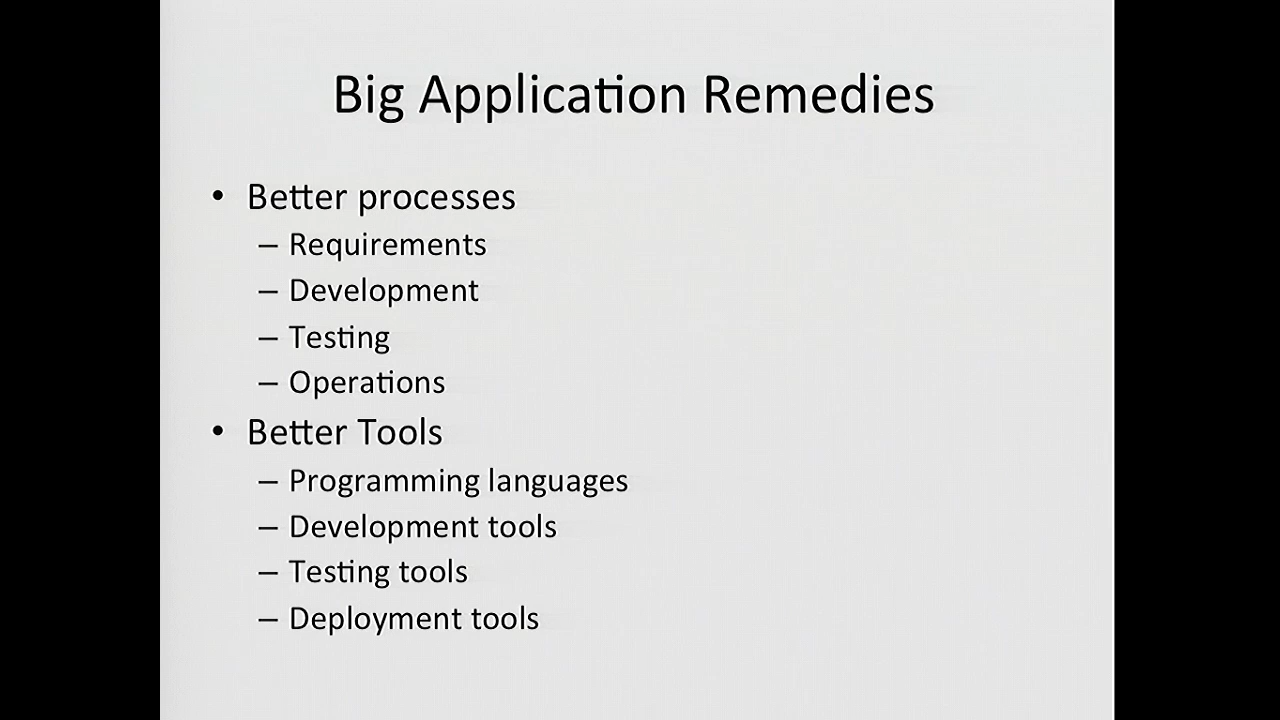 Big Application Remedies
• Better processes
– Requirements
– Development
– Testing
– Operations
• Better Tools
– Programming languages
– Development tools
– Testing tools
– Deployment tools